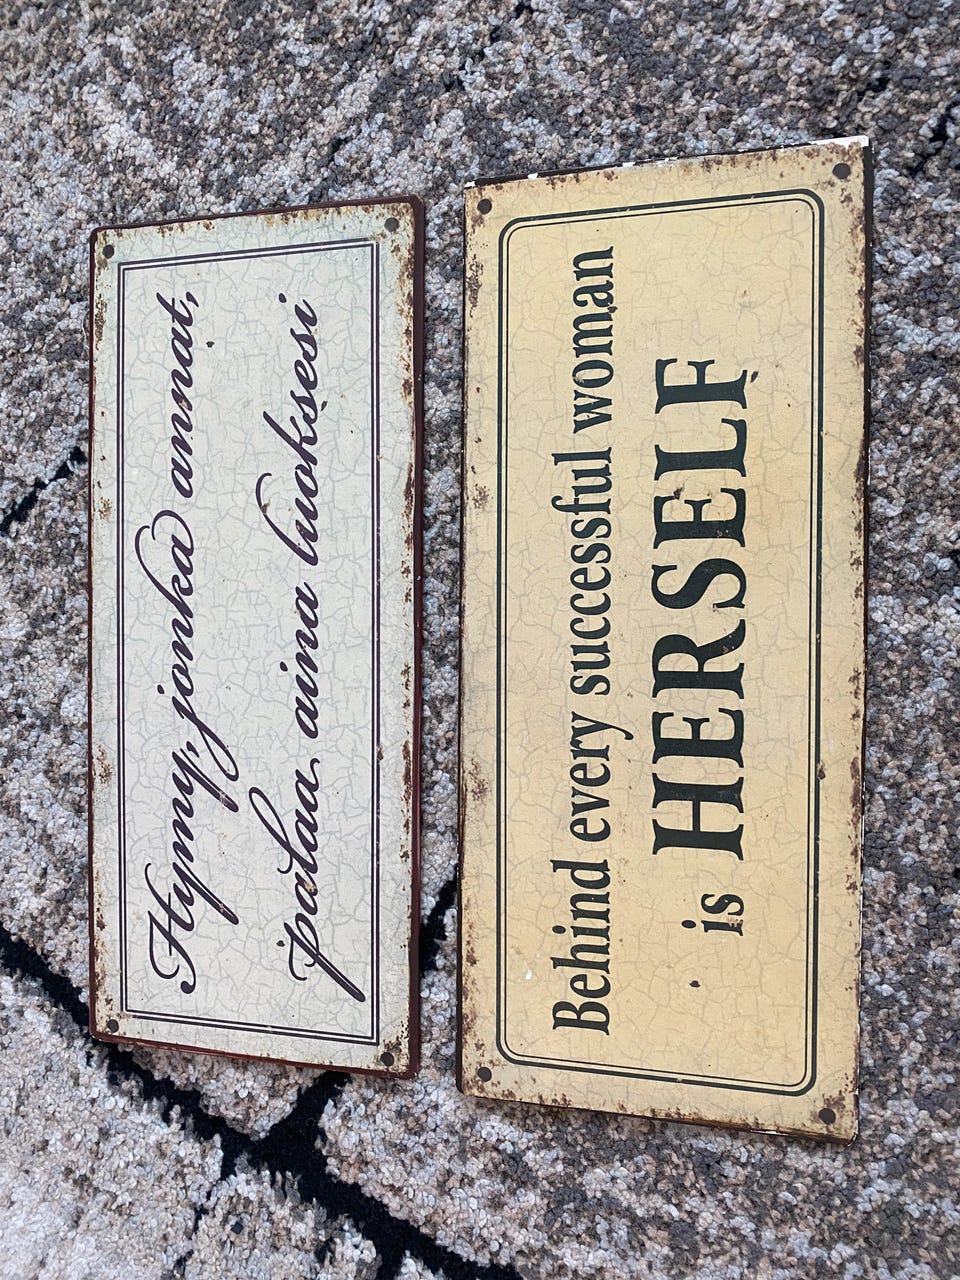 Hymy, jonka annat,
palaa aina luoksesi
Behind every successful woman
is HERSELF